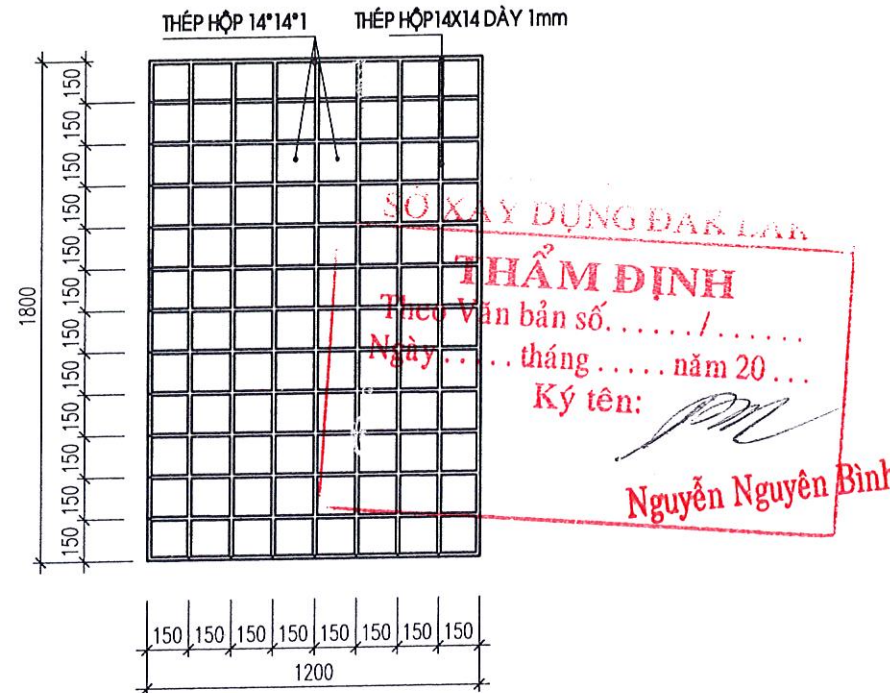 THÉP HỘP 14*14*1
THÉP HỘP14X14 DÀY 1mm
150
150
150
150
150
150
150
150
150
150
150
150
1800
SỞ XÂY DỰNG ĐAK LAK
THẨM ĐỊNH
Theo Văn bản số....../......
Ngày ..... tháng ..... năm 20 ...
Ký tên:
Nguyễn Nguyên Bình
150 150 150 150 150 150 150 150
1200